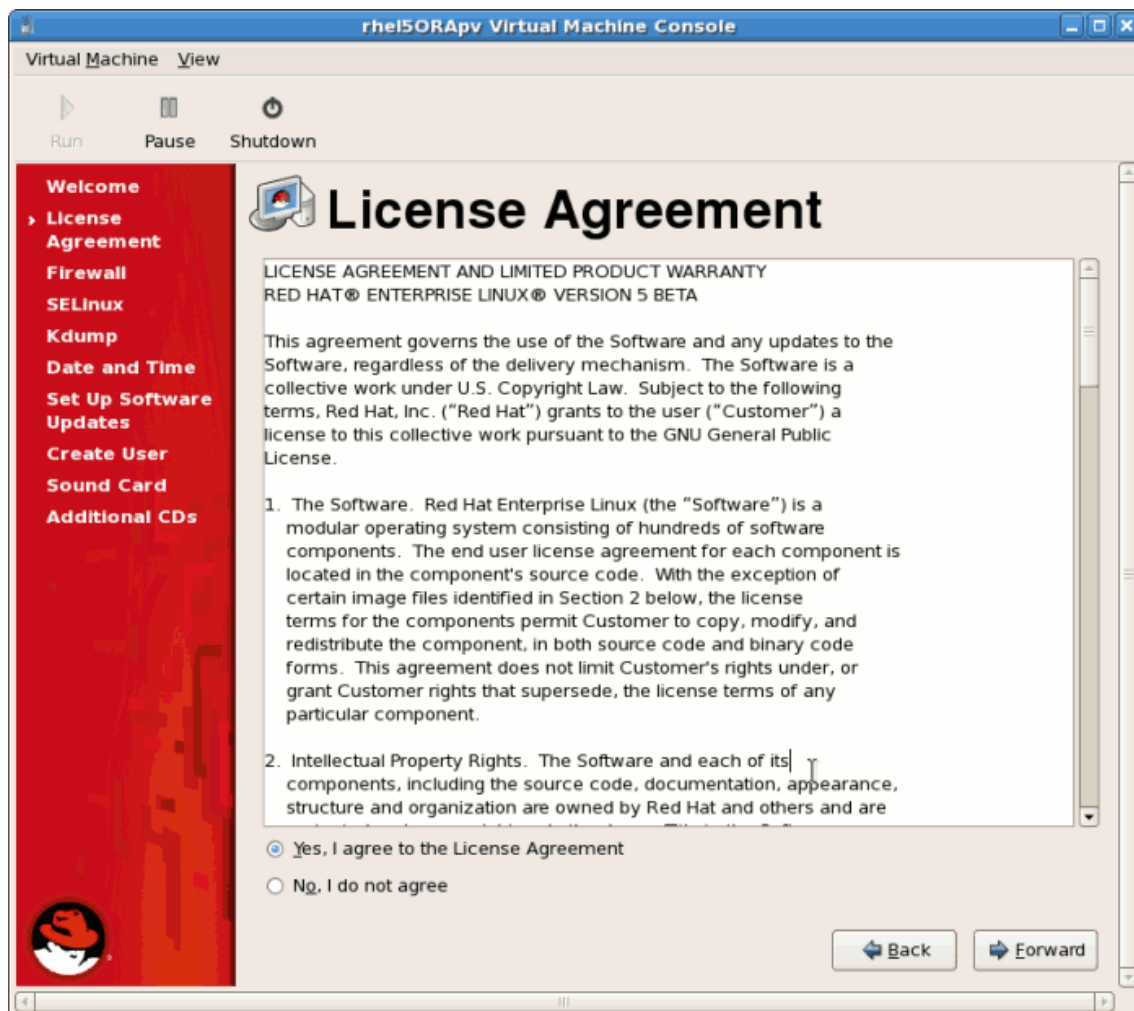 rhel5ORApv Virtual Machine Console
Virtual Machine View
Run Pause Shutdown
Welcome
License
Agreement
Firewall
SELinux
Kdump
Date and Time
Set Up Software
Updates
Create User
Sound Card
Additional CDs
License Agreement
LICENSE AGREEMENT AND LIMITED PRODUCT WARRANTY
RED HAT® ENTERPRISE LINUX® VERSION 5 BETA
This agreement governs the use of the Software and any updates to the
Software, regardless of the delivery mechanism.  The Software is a
collective work under U.S. Copyright Law.  Subject to the following
terms, Red Hat, Inc. (“Red Hat”) grants to the user (“Customer”) a
license to this collective work pursuant to the GNU General Public
License.
1.  The Software.  Red Hat Enterprise Linux (the “Software”) is a
modular operating system consisting of hundreds of software
components.  The end user license agreement for each component is
located in the component's source code.  With the exception of
certain image files identified in Section 2 below, the license
terms for the components permit Customer to copy, modify, and
redistribute the component, in both source code and binary code
forms.  This agreement does not limit Customer's rights under, or
grant Customer rights that supersede, the license terms of any
particular component.
2.  Intellectual Property Rights.  The Software and each of its
components, including the source code, documentation, appearance,
structure and organization are owned by Red Hat and others and are
Yes, I agree to the License Agreement
No, I do not agree
Back Forward